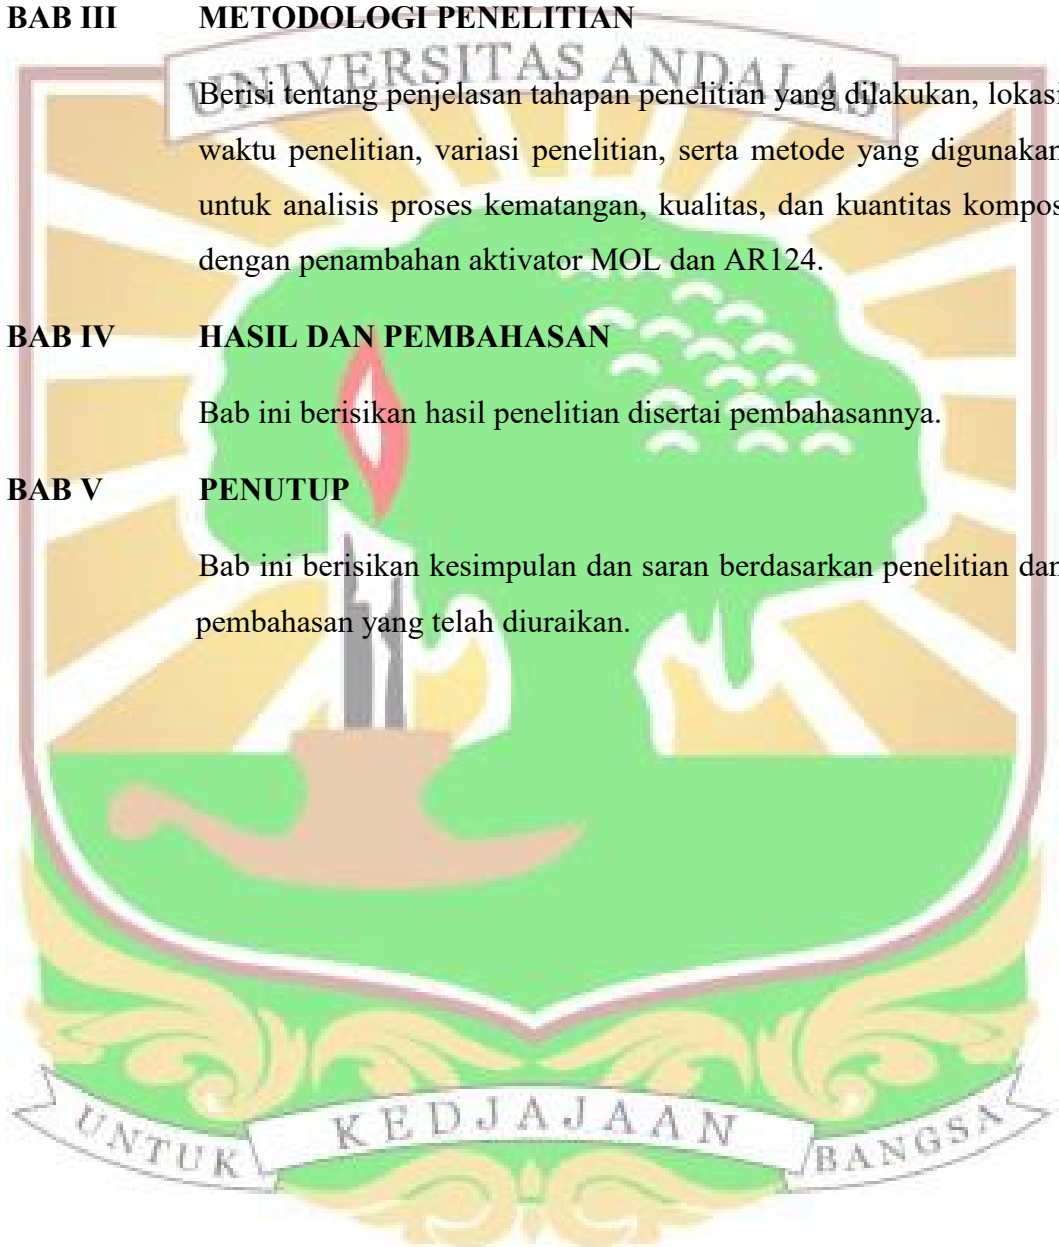 BAB III METODOLOGI PENELITIAN
UNIVERSITAS ANDALAS
Berisi tentang penjelasan tahapan penelitian yang dilakukan, lokasi
waktu penelitian, variasi penelitian, serta metode yang digunakan
untuk analisis proses kematangan, kualitas, dan kuantitas kompos
dengan penambahan aktivator MOL dan AR124.
BAB IV HASIL DAN PEMBAHASAN
Bab ini berisikan hasil penelitian disertai pembahasannya.
BAB V PENUTUP
Bab ini berisikan kesimpulan dan saran berdasarkan penelitian dan
pembahasan yang telah diuraikan.
UNTUK KEDJAJAAN BANGSA